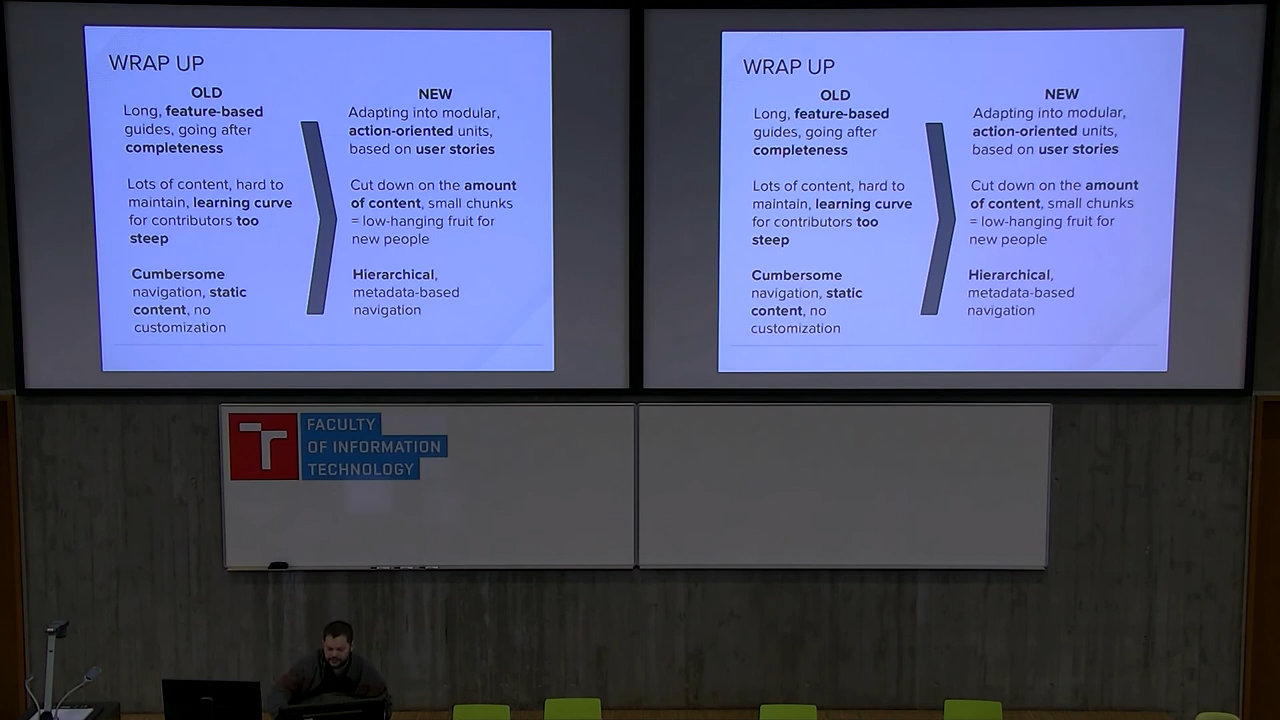 WRAP UP
OLD
Long, feature-based
guides, going after
completeness
Lots of content, hard to
maintain, learning curve
for contributors too
steep
Cumbersome
navigation, static
content, no
customization
NEW
Adapting into modular,
action-oriented units,
based on user stories
Cut down on the amount
of content, small chunks
= low-hanging fruit for
new people
Hierarchical,
metadata-based
navigation
WRAP UP
OLD
Long, feature-based
guides, going after
completeness
Lots of content, hard to
maintain, learning curve
for contributors too
steep
Cumbersome
navigation, static
content, no
customization
NEW
Adapting into modular,
action-oriented units,
based on user stories
Cut down on the amount
of content, small chunks
= low-hanging fruit for
new people
Hierarchical,
metadata-based
navigation
FACULTY
OF INFORMATION
TECHNOLOGY